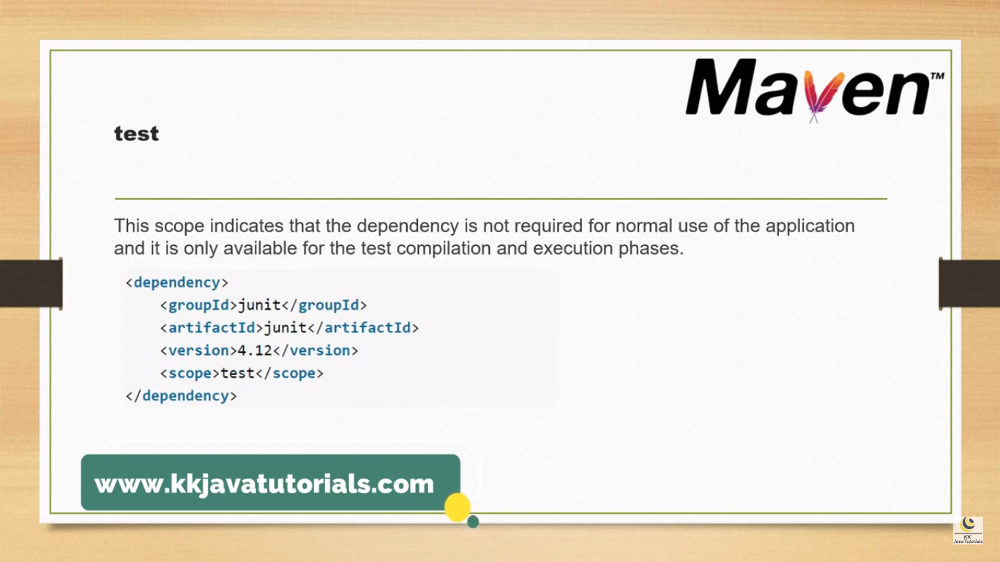 Maven™
test
This scope indicates that the dependency is not required for normal use of the application
and it is only available for the test compilation and execution phases.
<dependency>
    <groupId>junit</groupId>
    <artifactId>junit</artifactId>
    <version>4.12</version>
    <scope>test</scope>
</dependency>
www.kkjavatutorials.com
KK
JavaTutorials